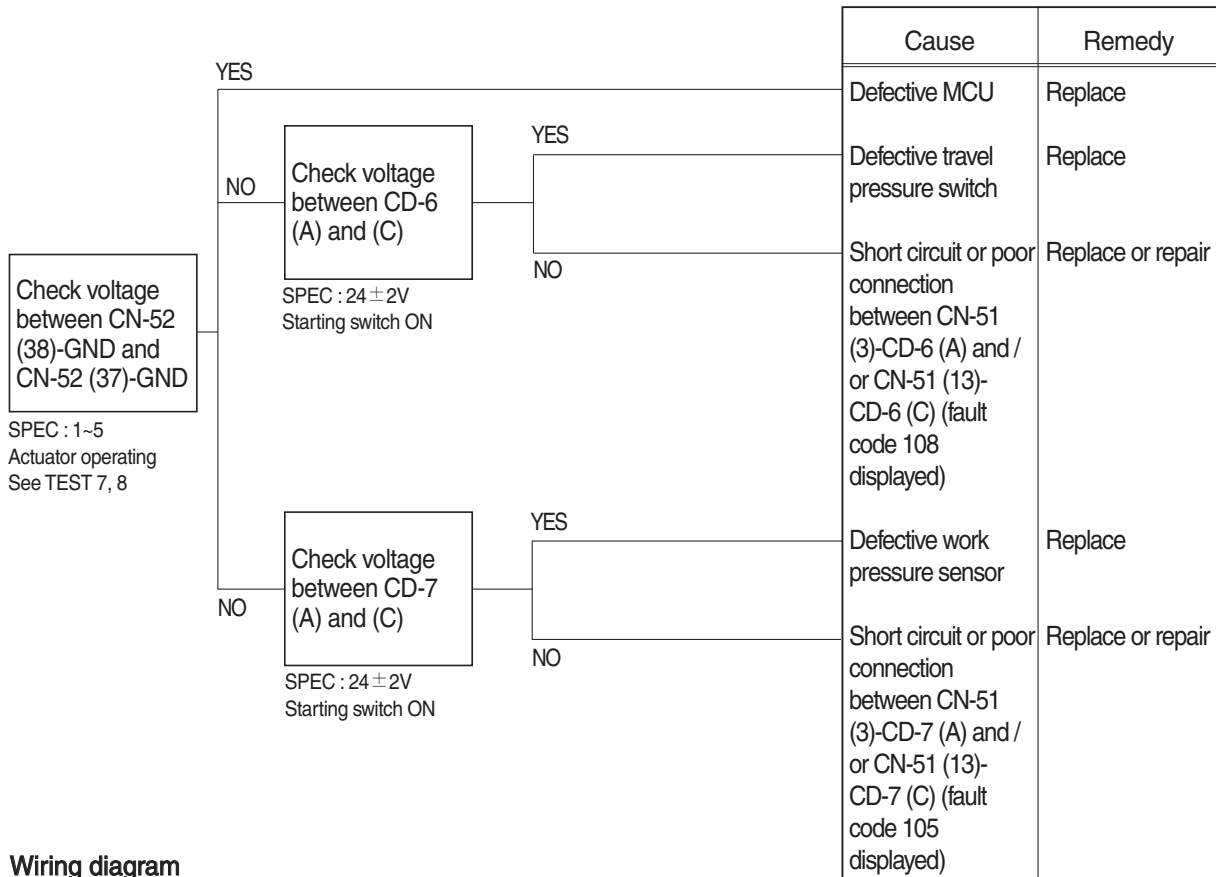 Cause Remedy
YES
Defective MCU Replace
YES
Defective travel Replace
pressure switch
NO
Check voltage
between CD-6
(A) and (C)
NO
Short circuit or poor Replace or repair
connection
between CN-51
(3)-CD-6 (A) and /
or CN-51 (13)-
CD-6 (C) (fault
code 108
displayed)
SPEC : 24±2V
Starting switch ON
Check voltage
between CN-52
(38)-GND and
CN-52 (37)-GND
SPEC : 1~5
Actuator operating
See TEST 7, 8
YES
Defective work Replace
pressure sensor
Check voltage
between CD-7
(A) and (C)
NO
NO
Short circuit or poor Replace or repair
connection
between CN-51
(3)-CD-7 (A) and /
or CN-51 (13)-
CD-7 (C) (fault
code 105
displayed)
SPEC : 24±2V
Starting switch ON
Wiring diagram